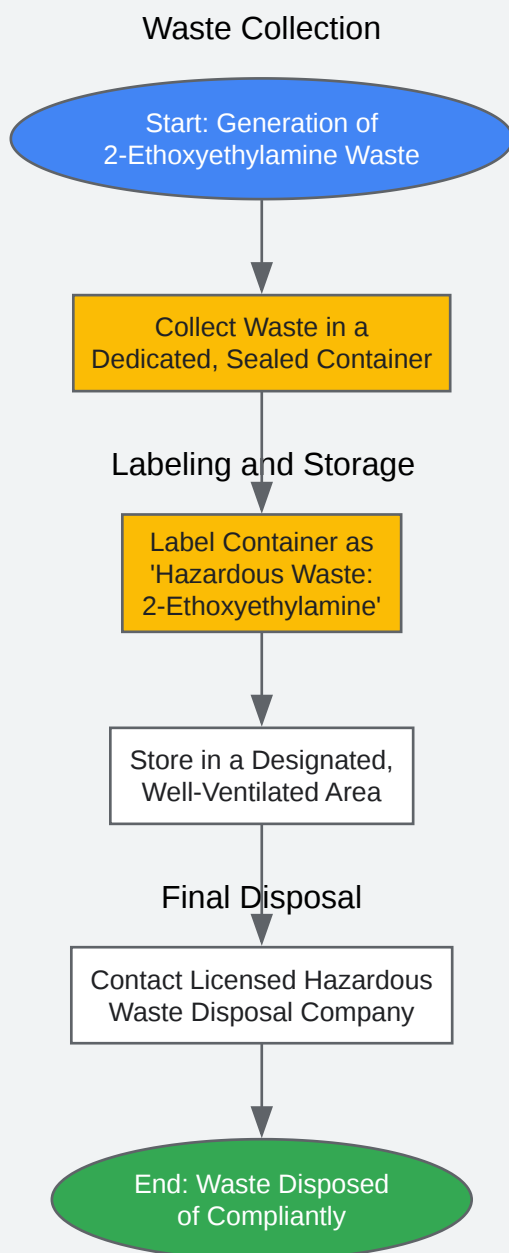 Waste Collection
Start: Generation of
2-Ethoxyethylamine Waste
Collect Waste in a
Dedicated, Sealed Container
Labeling and Storage
Label Container as
'Hazardous Waste:
2-Ethoxyethylamine'
Store in a Designated,
Well-Ventilated Area
Final Disposal
Contact Licensed Hazardous
Waste Disposal Company
End: Waste Disposed
of Compliantly